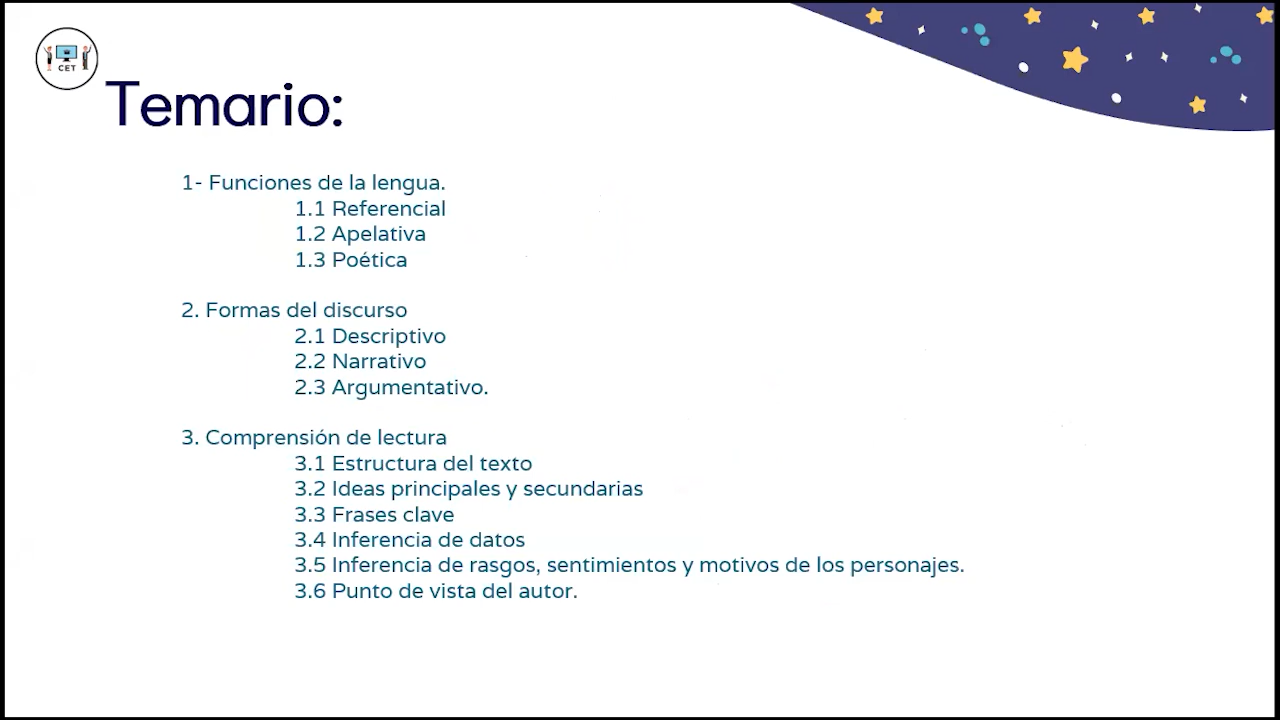 CET
Temario:
1- Funciones de la lengua.
1.1 Referencial
1.2 Apelativa
1.3 Poética
2. Formas del discurso
2.1 Descriptivo
2.2 Narrativo
2.3 Argumentativo.
3. Comprensión de lectura
3.1 Estructura del texto
3.2 Ideas principales y secundarias
3.3 Frases clave
3.4 Inferencia de datos
3.5 Inferencia de rasgos, sentimientos y motivos de los personajes.
3.6 Punto de vista del autor.